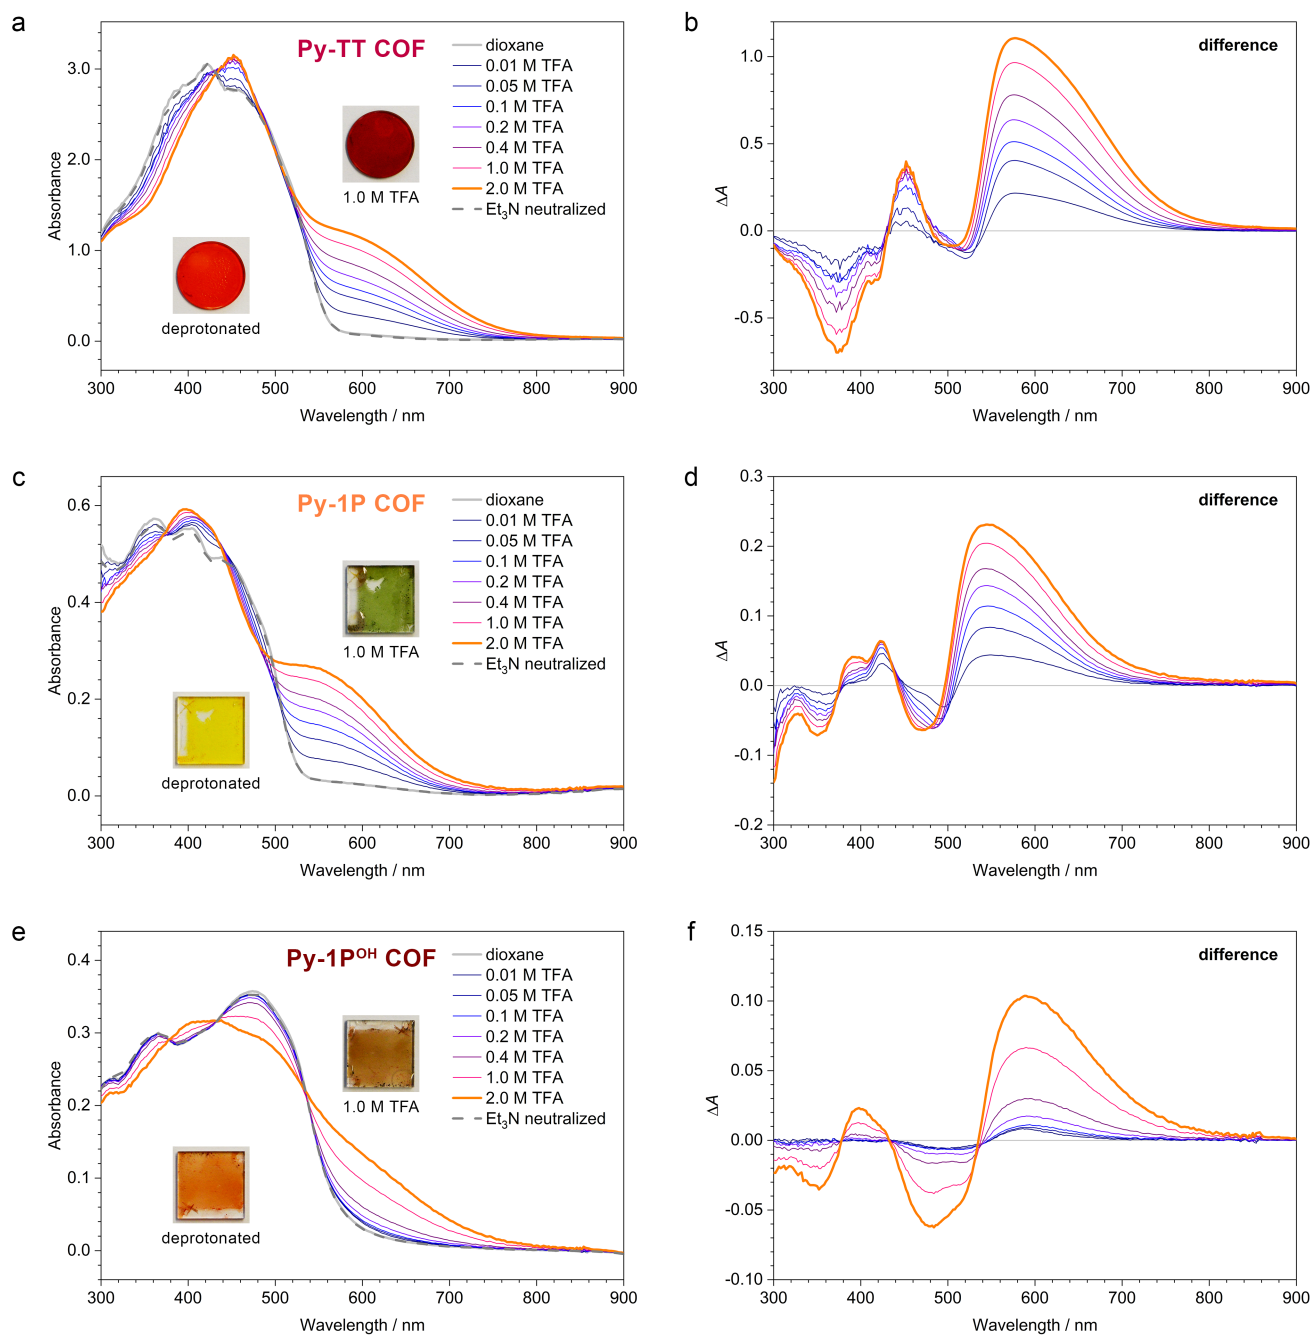 a
Py-TT COF
dioxane
0.01 M TFA
0.05 M TFA
0.1 M TFA
0.2 M TFA
0.4 M TFA
1.0 M TFA
2.0 M TFA
Et₃N neutralized
1.0 M TFA
deprotonated
Absorbance
3.0
2.0
1.0
0.0
300 400 500 600 700 800 900
Wavelength / nm
b
difference
ΔA
1.0
0.5
0.0
-0.5
300 400 500 600 700 800 900
Wavelength / nm
c
Py-1P COF
dioxane
0.01 M TFA
0.05 M TFA
0.1 M TFA
0.2 M TFA
0.4 M TFA
1.0 M TFA
2.0 M TFA
Et₃N neutralized
1.0 M TFA
deprotonated
Absorbance
0.6
0.4
0.2
0.0
300 400 500 600 700 800 900
Wavelength / nm
d
difference
ΔA
0.3
0.2
0.1
0.0
-0.1
-0.2
300 400 500 600 700 800 900
Wavelength / nm
e
Py-1Pᴼᴴ COF
dioxane
0.01 M TFA
0.05 M TFA
0.1 M TFA
0.2 M TFA
0.4 M TFA
1.0 M TFA
2.0 M TFA
Et₃N neutralized
1.0 M TFA
deprotonated
Absorbance
0.4
0.3
0.2
0.1
0.0
300 400 500 600 700 800 900
Wavelength / nm
f
difference
ΔA
0.15
0.10
0.05
0.00
-0.05
-0.10
300 400 500 600 700 800 900
Wavelength / nm